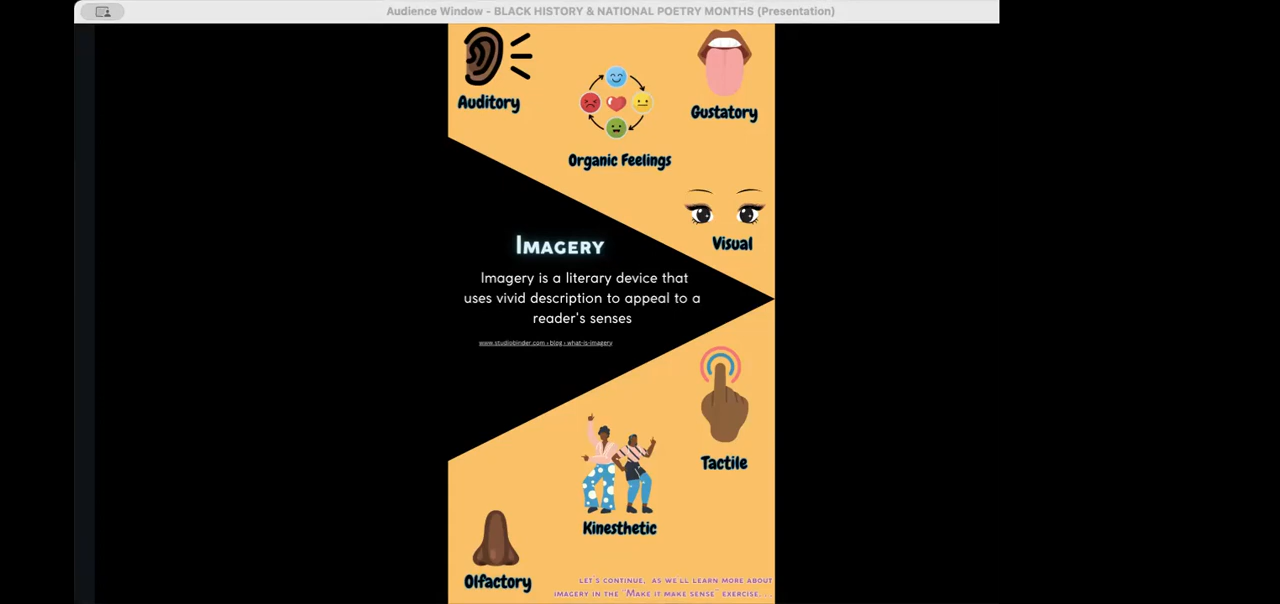 Audience Window - BLACK HISTORY & NATIONAL POETRY MONTHS (Presentation)
Auditory
Gustatory
Organic Feelings
Visual
Imagery
Imagery is a literary device that
uses vivid description to appeal to a
reader's senses
www.studiobinder.com › blog › what-is-imagery
Tactile
Kinesthetic
Olfactory
Let's continue, as we'll learn more about
imagery in the "Make it make sense" exercise...